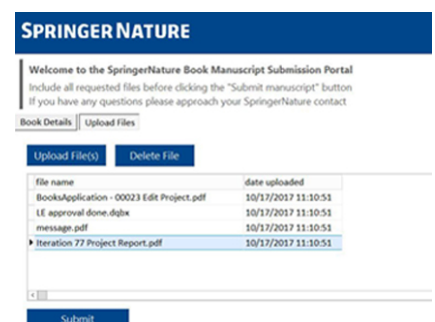 SPRINGER NATURE
Welcome to the SpringerNature Book Manuscript Submission Portal
Include all requested files before clicking the "Submit manuscript" button
If you have any questions please approach your SpringerNature contact
Book Details Upload Files
Upload File(s) Delete File
file name date uploaded
BooksApplication - 00023 Edit Project.pdf 10/17/2017 11:10:51
LE approval done.dqbx 10/17/2017 11:10:51
message.pdf 10/17/2017 11:10:51
Iteration 77 Project Report.pdf 10/17/2017 11:10:51
Submit